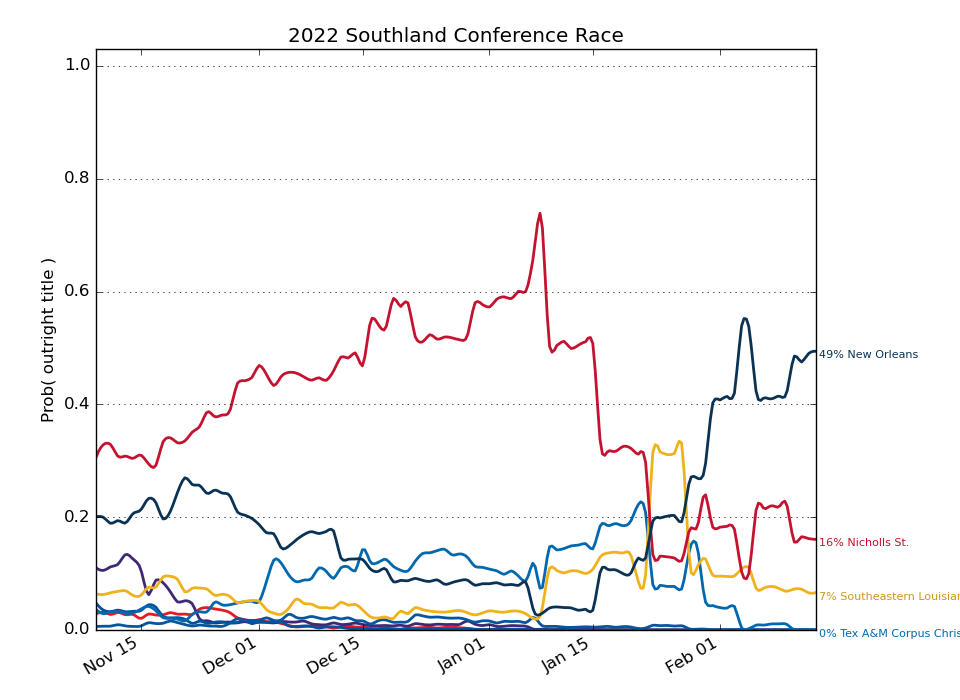 2022 Southland Conference Race
Prob( outright title )
1.0
0.8
0.6
0.4
0.2
0.0
Nov 15
Dec 01
Dec 15
Jan 01
Jan 15
Feb 01
49% New Orleans
16% Nicholls St.
7% Southeastern Louisian
0% Tex A&M Corpus Chris